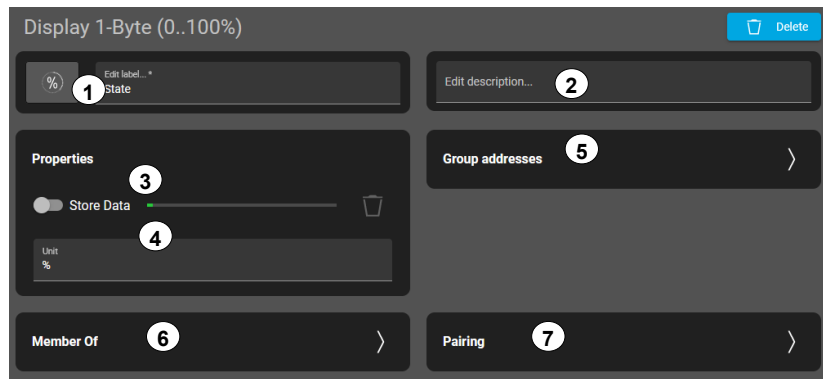 Display 1-Byte (0..100%)
Delete
%
1
Edit label... *
State
Edit description...
2
Properties
3
Store Data
4
Unit
%
Group addresses
5
Member Of
6
Pairing
7